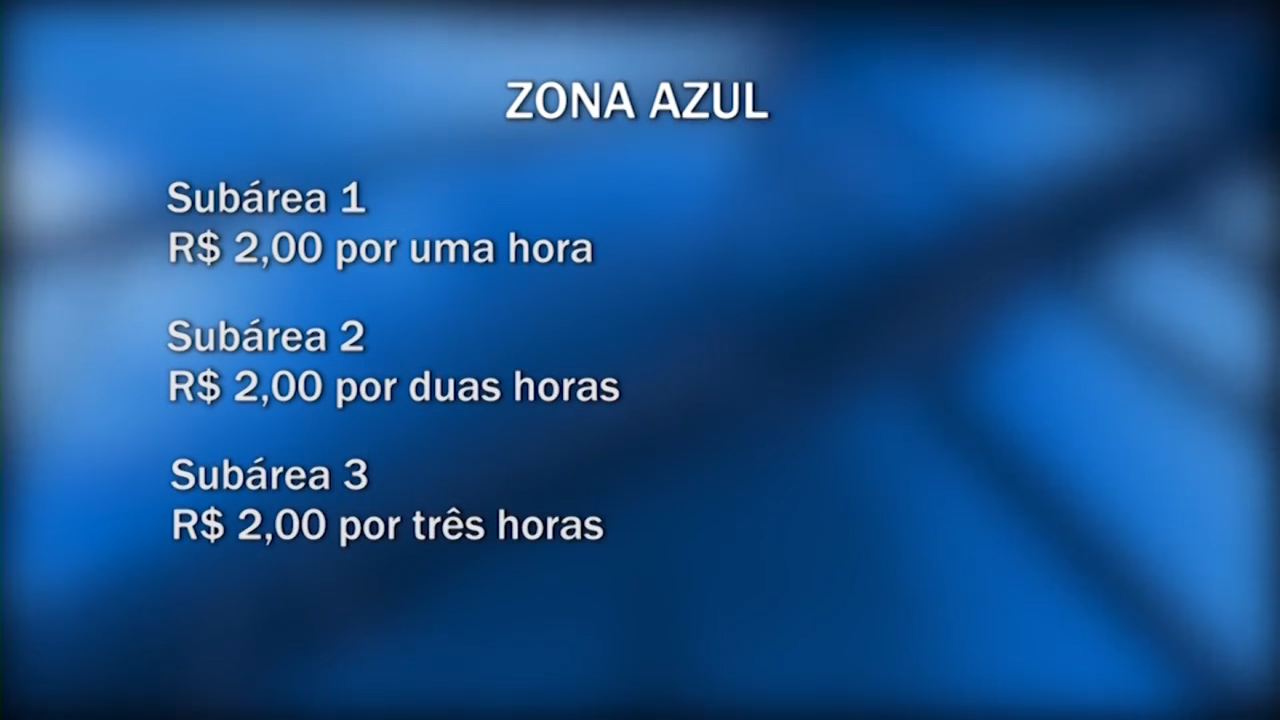 ZONA AZUL
Subárea 1
R$ 2,00 por uma hora
Subárea 2
R$ 2,00 por duas horas
Subárea 3
R$ 2,00 por três horas